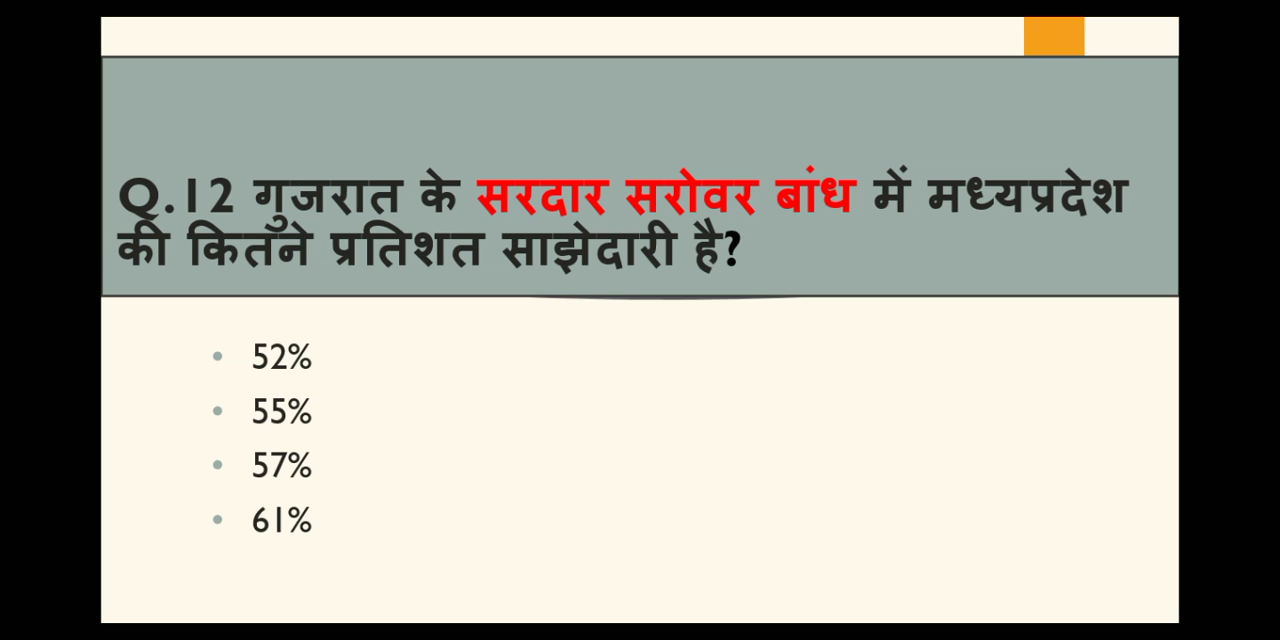 Q.12 गुजरात के सरदार सरोवर बांध में मध्यप्रदेश
की कितने प्रतिशत साझेदारी है?
• 52%
• 55%
• 57%
• 61%